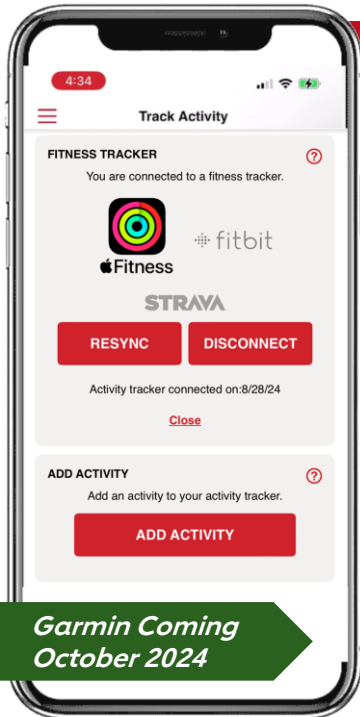 4:34
Track Activity
FITNESS TRACKER
?
You are connected to a fitness tracker.
Fitness
fitbit
STRAVA
RESYNC
DISCONNECT
Activity tracker connected on:8/28/24
Close
ADD ACTIVITY
?
Add an activity to your activity tracker.
ADD ACTIVITY
Garmin Coming
October 2024